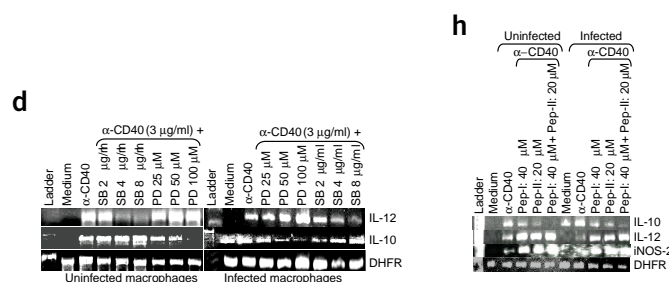 h
Uninfected Infected
α–CD40 α-CD40
Ladder
Medium
α-CD40
Pep-I: 40 µM
Pep-II: 20 µM
Pep-I: 40 µM+ Pep-II: 20 µM
Medium
α-CD40
Pep-I: 40 µM
Pep-II: 20 µM
Pep-I: 40 µM+ Pep-II: 20 µM
IL-10
IL-12
iNOS-2
DHFR
d
α-CD40 (3 µg/ml) + α-CD40 (3 µg/ml) +
Ladder
Medium
α-CD40
SB 2 µg/ml
SB 4 µg/ml
SB 8 µg/ml
PD 25 µM
PD 50 µM
PD 100 µM
Ladder
Medium
α-CD40
PD 25 µM
PD 50 µM
PD 100 µM
SB 2 µg/ml
SB 4 µg/ml
SB 8 µg/ml
IL-12
IL-10
DHFR
Uninfected macrophages Infected macrophages